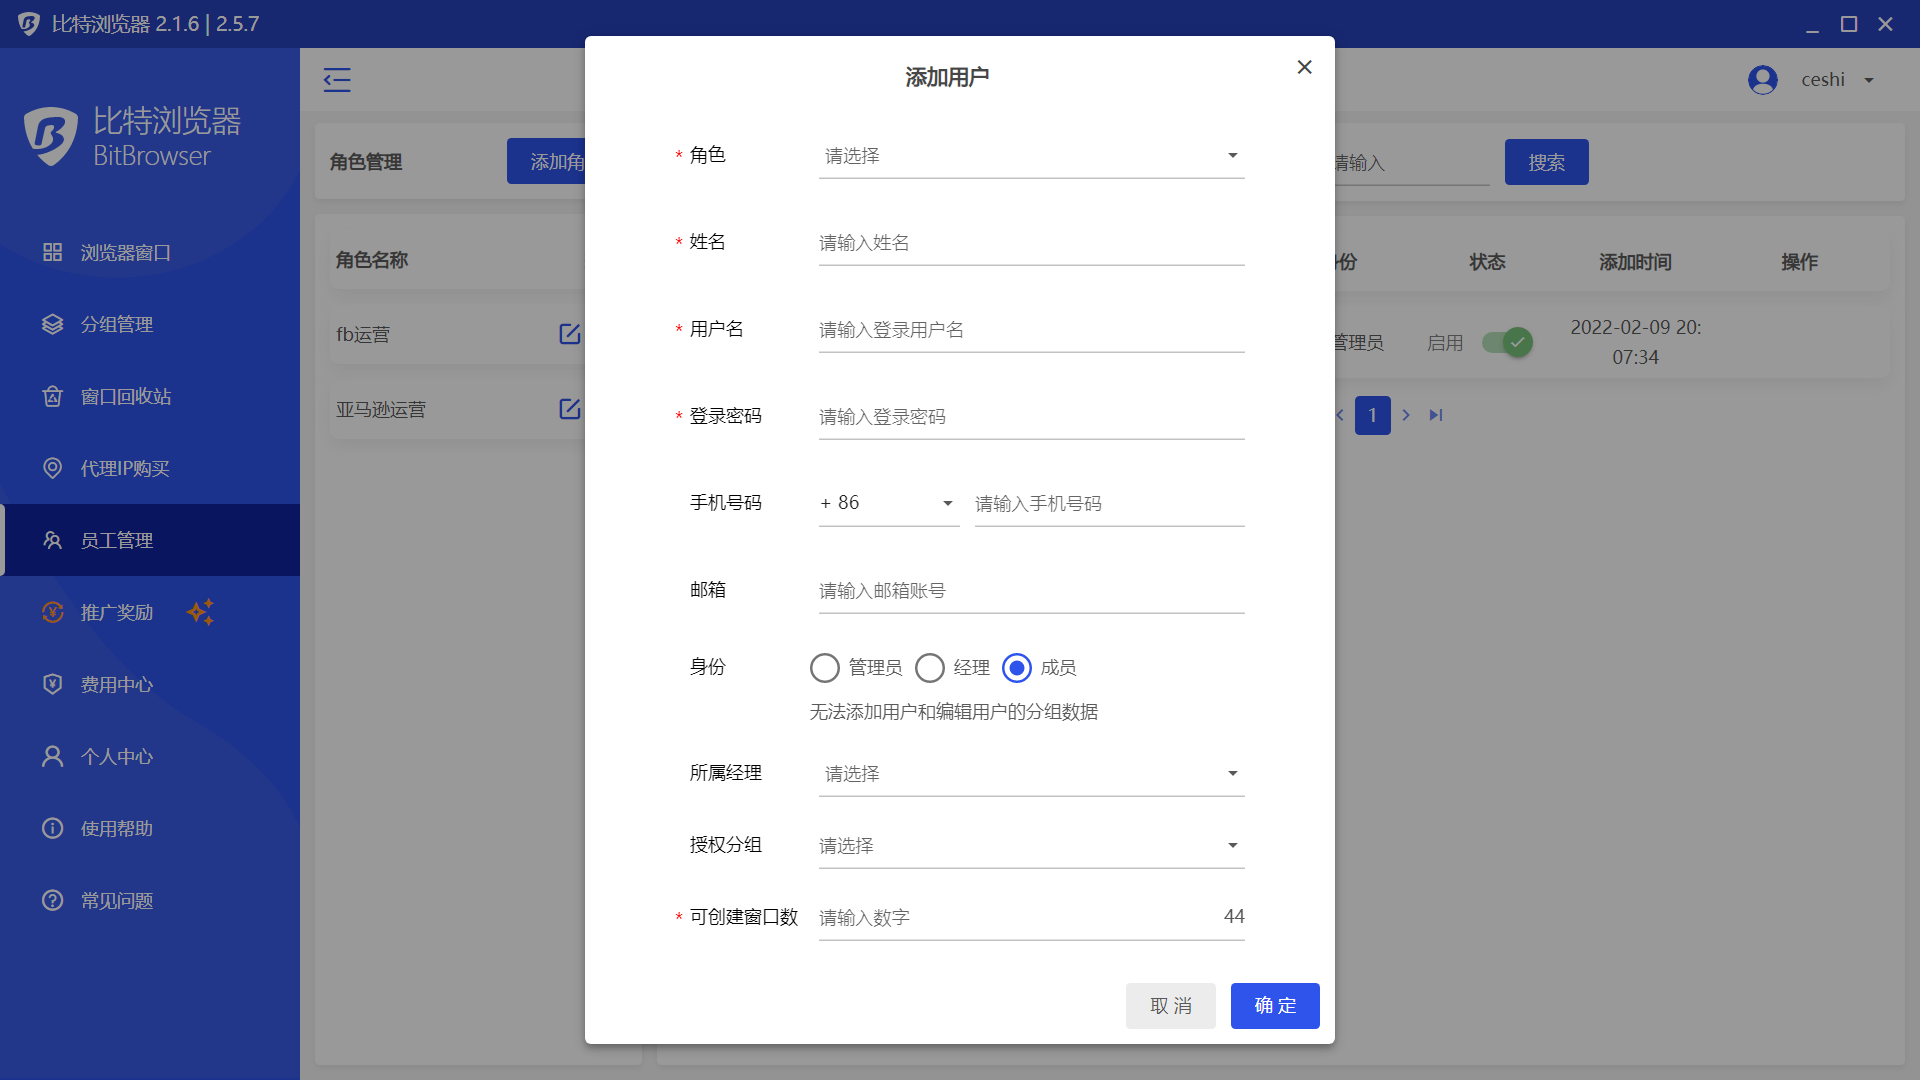 比特浏览器 2.1.6 | 2.5.7
比特浏览器
BitBrowser
浏览器窗口
分组管理
窗口回收站
代理IP购买
员工管理
推广奖励
费用中心
个人中心
使用帮助
常见问题
ceshi
角色管理
添加角
角色名称
fb运营
亚马逊运营
请输入
搜索
份
状态
添加时间
操作
管理员
启用
2022-02-09 20:
07:34
1
添加用户
* 角色
请选择
* 姓名
请输入姓名
* 用户名
请输入登录用户名
* 登录密码
请输入登录密码
手机号码
+ 86
请输入手机号码
邮箱
请输入邮箱账号
身份
管理员 经理 成员
无法添加用户和编辑用户的分组数据
所属经理
请选择
授权分组
请选择
* 可创建窗口数
请输入数字
44
取 消
确 定